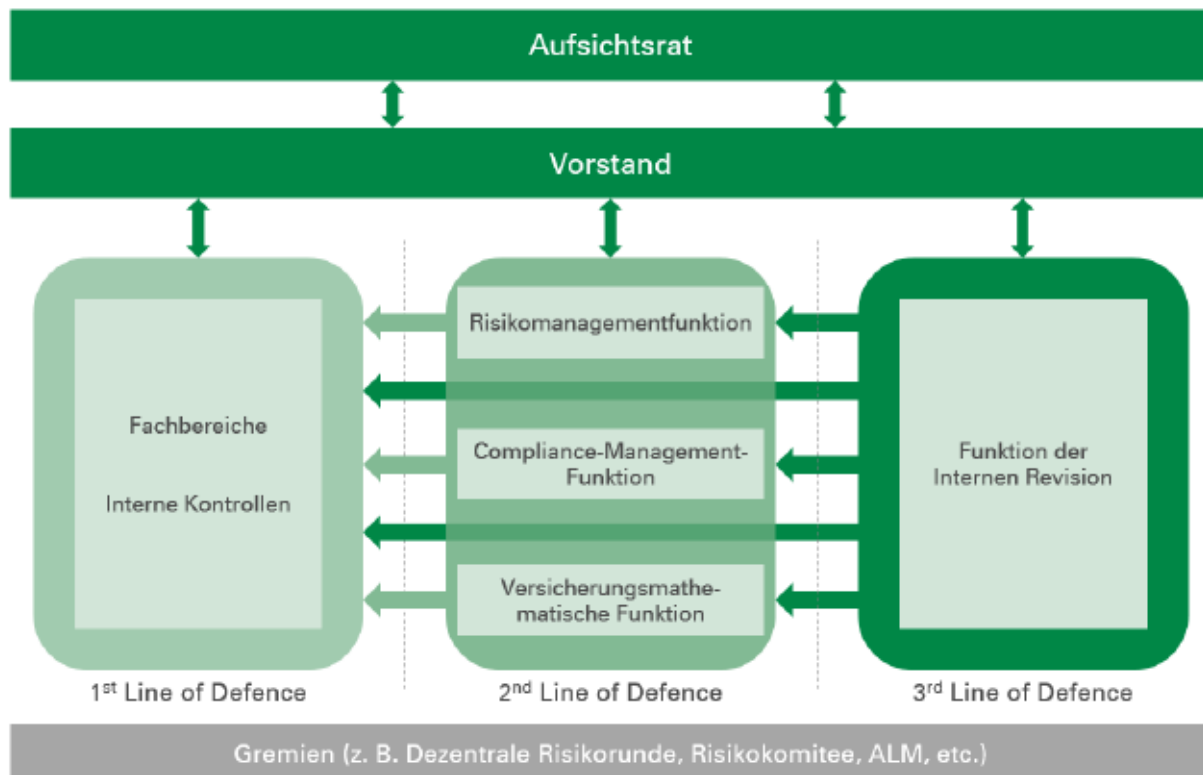 Aufsichtsrat
Vorstand
Fachbereiche
Interne Kontrollen
1st Line of Defence
Risikomanagementfunktion
Compliance-Management-
Funktion
Versicherungsmathe-
matische Funktion
2nd Line of Defence
Funktion der
Internen Revision
3rd Line of Defence
Gremien (z. B. Dezentrale Risikorunde, Risikokomitee, ALM, etc.)